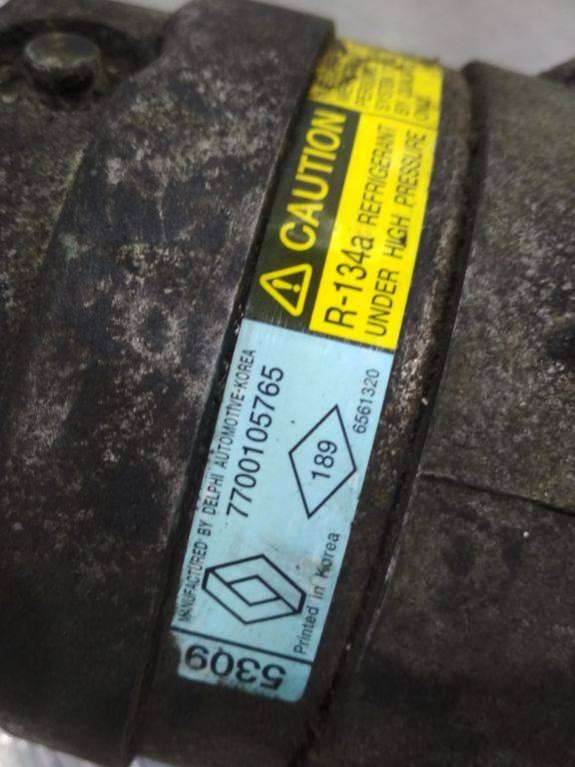 CAUTION
R-134a REFRIGERANT
UNDER HIGH PRESSURE
MANUFACTURED BY DELPHI AUTOMOTIVE-KOREA
7700105765
189
6561320
Printed in Korea
5309